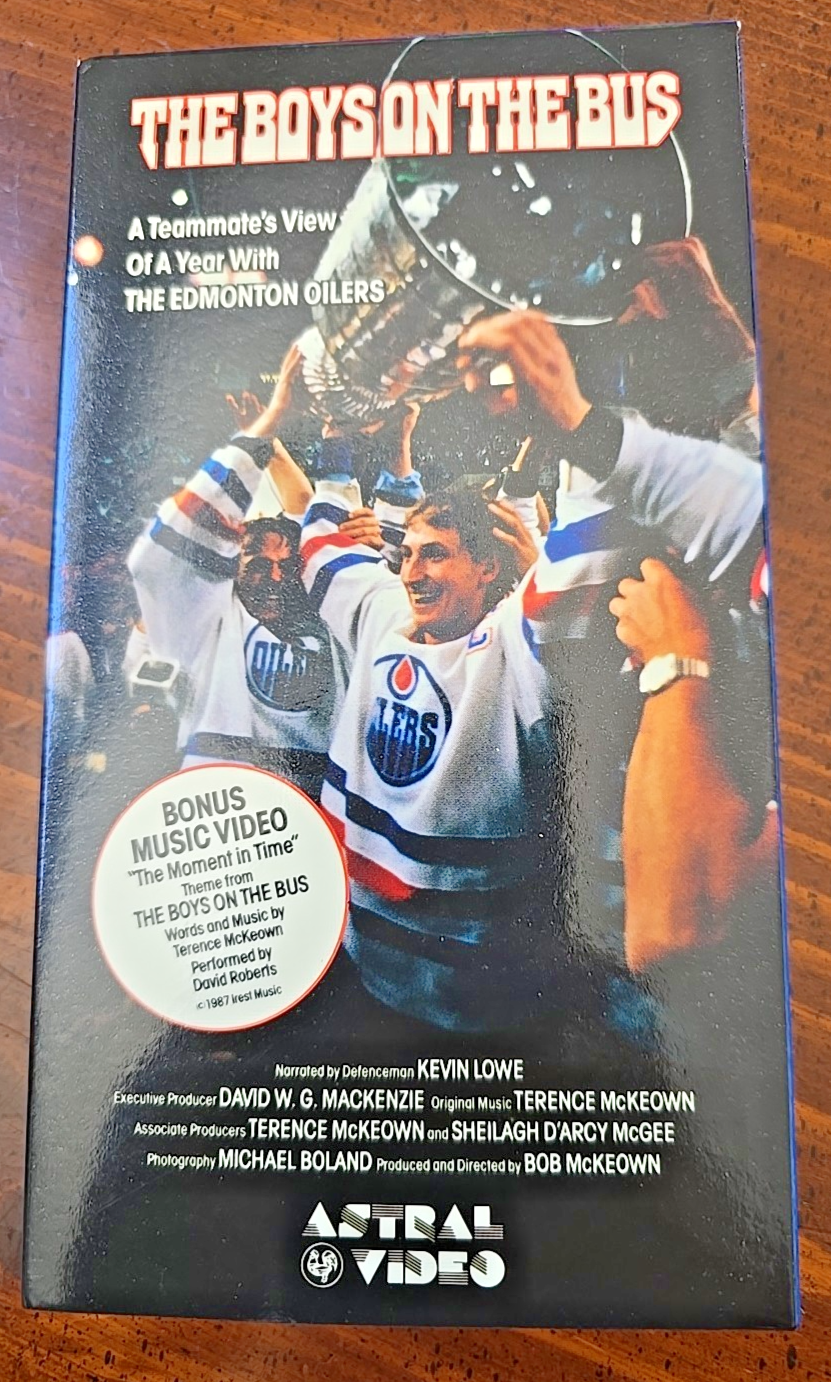 THE BOYS ON THE BUS
A Teammate's View
Of A Year With
THE EDMONTON OILERS
OIL
LERS
C
BONUS
MUSIC VIDEO
"The Moment in Time"
Theme from
THE BOYS ON THE BUS
Words and Music by
Terence McKeown
Performed by
David Roberts
© 1987 Irest Music
Narrated by Defenceman KEVIN LOWE
Executive Producer DAVID W. G. MACKENZIE Original Music TERENCE McKEOWN
Associate Producers TERENCE McKEOWN and SHEILAGH D'ARCY McGEE
Photography MICHAEL BOLAND Produced and Directed by BOB McKEOWN
ASTRAL
VIDEO